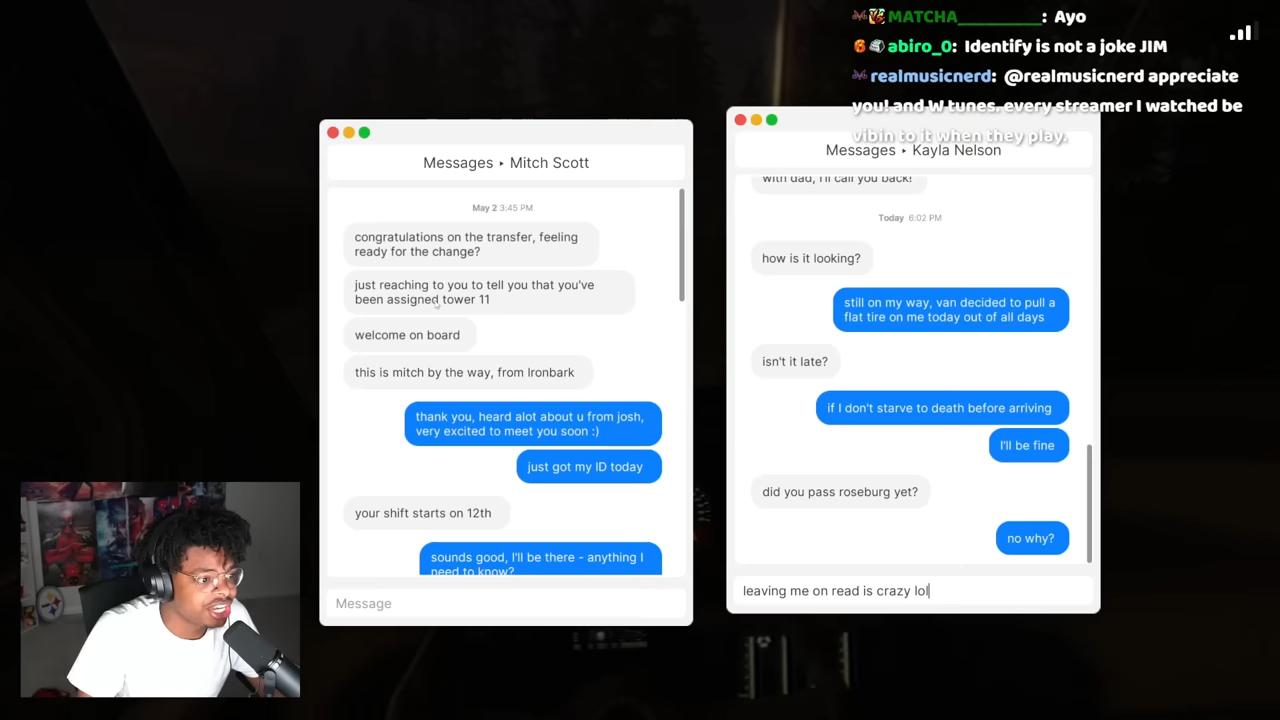 MATCHA_________: Ayo
abiro_0: Identify is not a joke JIM
realmusicnerd: @realmusicnerd appreciate
you! and W tunes. every streamer I watched be
vibin to it when they play.
Messages ‣ Mitch Scott
May 2 3:45 PM
congratulations on the transfer, feeling
ready for the change?
just reaching to you to tell you that you've
been assigned tower 11
welcome on board
this is mitch by the way, from Ironbark
thank you, heard alot about u from josh,
very excited to meet you soon :)
just got my ID today
your shift starts on 12th
sounds good, I'll be there - anything I
need to know?
Message
Messages ‣ Kayla Nelson
with dad, I'll call you back!
Today 6:02 PM
how is it looking?
still on my way, van decided to pull a
flat tire on me today out of all days
isn't it late?
if I don't starve to death before arriving
I'll be fine
did you pass roseburg yet?
no why?
leaving me on read is crazy lol